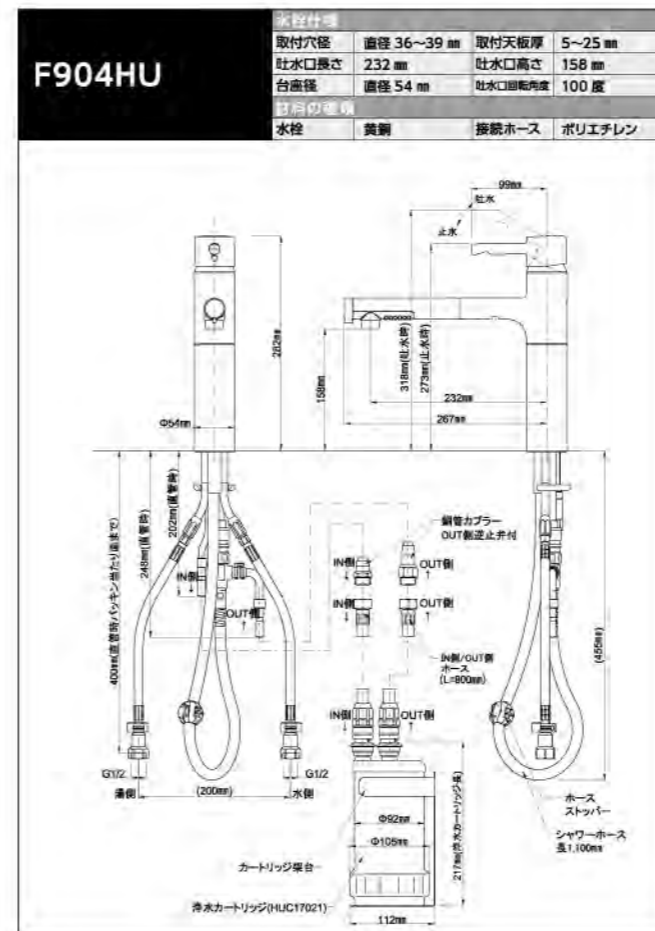 F904HU
水栓仕様
取付穴径 直径 36～39 ㎜ 取付天板厚 5～25 ㎜
吐水口長さ 232 ㎜ 吐水口高さ 158 ㎜
台座径 直径 54 ㎜ 吐水口回転角度 100 度
材料の種類
水栓 黄銅 接続ホース ポリエチレン
99㎜
吐水
止水
282㎜
318㎜(吐水時)
273㎜(止水時)
158㎜
232㎜
267㎜
Φ54㎜
400㎜(直管時パッキン当たり面まで)
248㎜(直管時)
202㎜(直管時)
IN側
OUT側
銅管カプラー
OUT側逆止弁付
IN側
OUT側
IN側
OUT側
IN側/OUT側
ホース
(L=800㎜)
IN側
OUT側
(455㎜)
G1/2
G1/2
湯側
(200㎜)
水側
Φ92㎜
Φ105㎜
217㎜(浄水カートリッジ含)
ホース
ストッパー
シャワーホース
長1,100㎜
カートリッジ架台
浄水カートリッジ(HUC17021)
112㎜